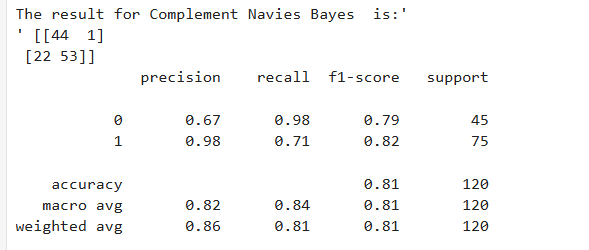 The result for Complement Navies Bayes  is:'
' [[44  1]
 [22 53]]
              precision    recall  f1-score   support

           0       0.67      0.98      0.79        45
           1       0.98      0.71      0.82        75

    accuracy                           0.81       120
   macro avg       0.82      0.84      0.81       120
weighted avg       0.86      0.81      0.81       120